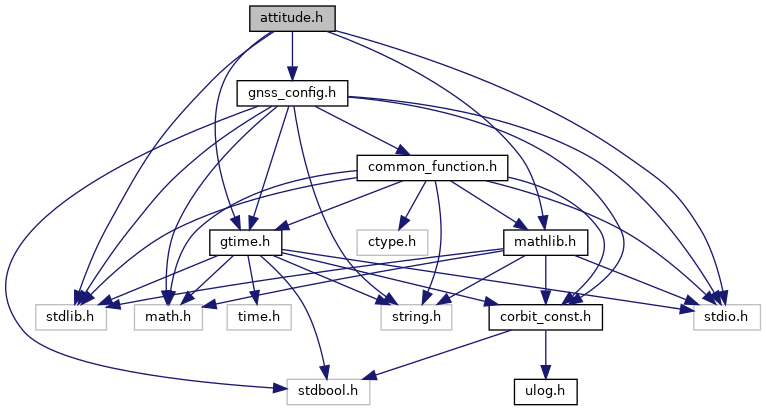 attitude.h
gnss_config.h
common_function.h
gtime.h
ctype.h
mathlib.h
stdlib.h
math.h
time.h
string.h
corbit_const.h
stdio.h
stdbool.h
ulog.h